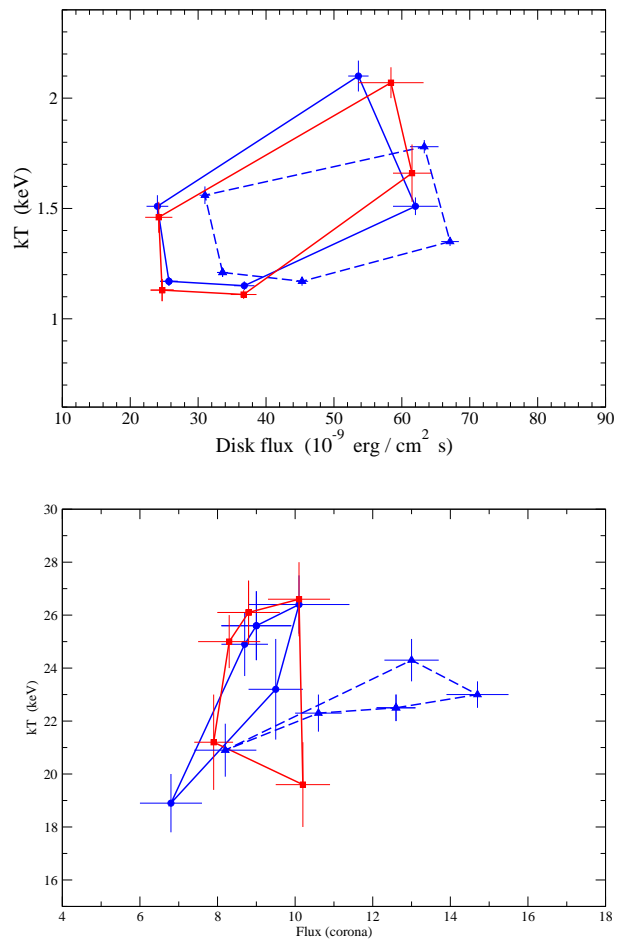 2
1.5
1
kT (keV)
10 20 30 40 50 60 70 80 90
Disk flux (10⁻⁹ erg / cm² s)
30
28
26
24
22
20
18
16
kT (keV)
4 6 8 10 12 14 16 18
Flux (corona)